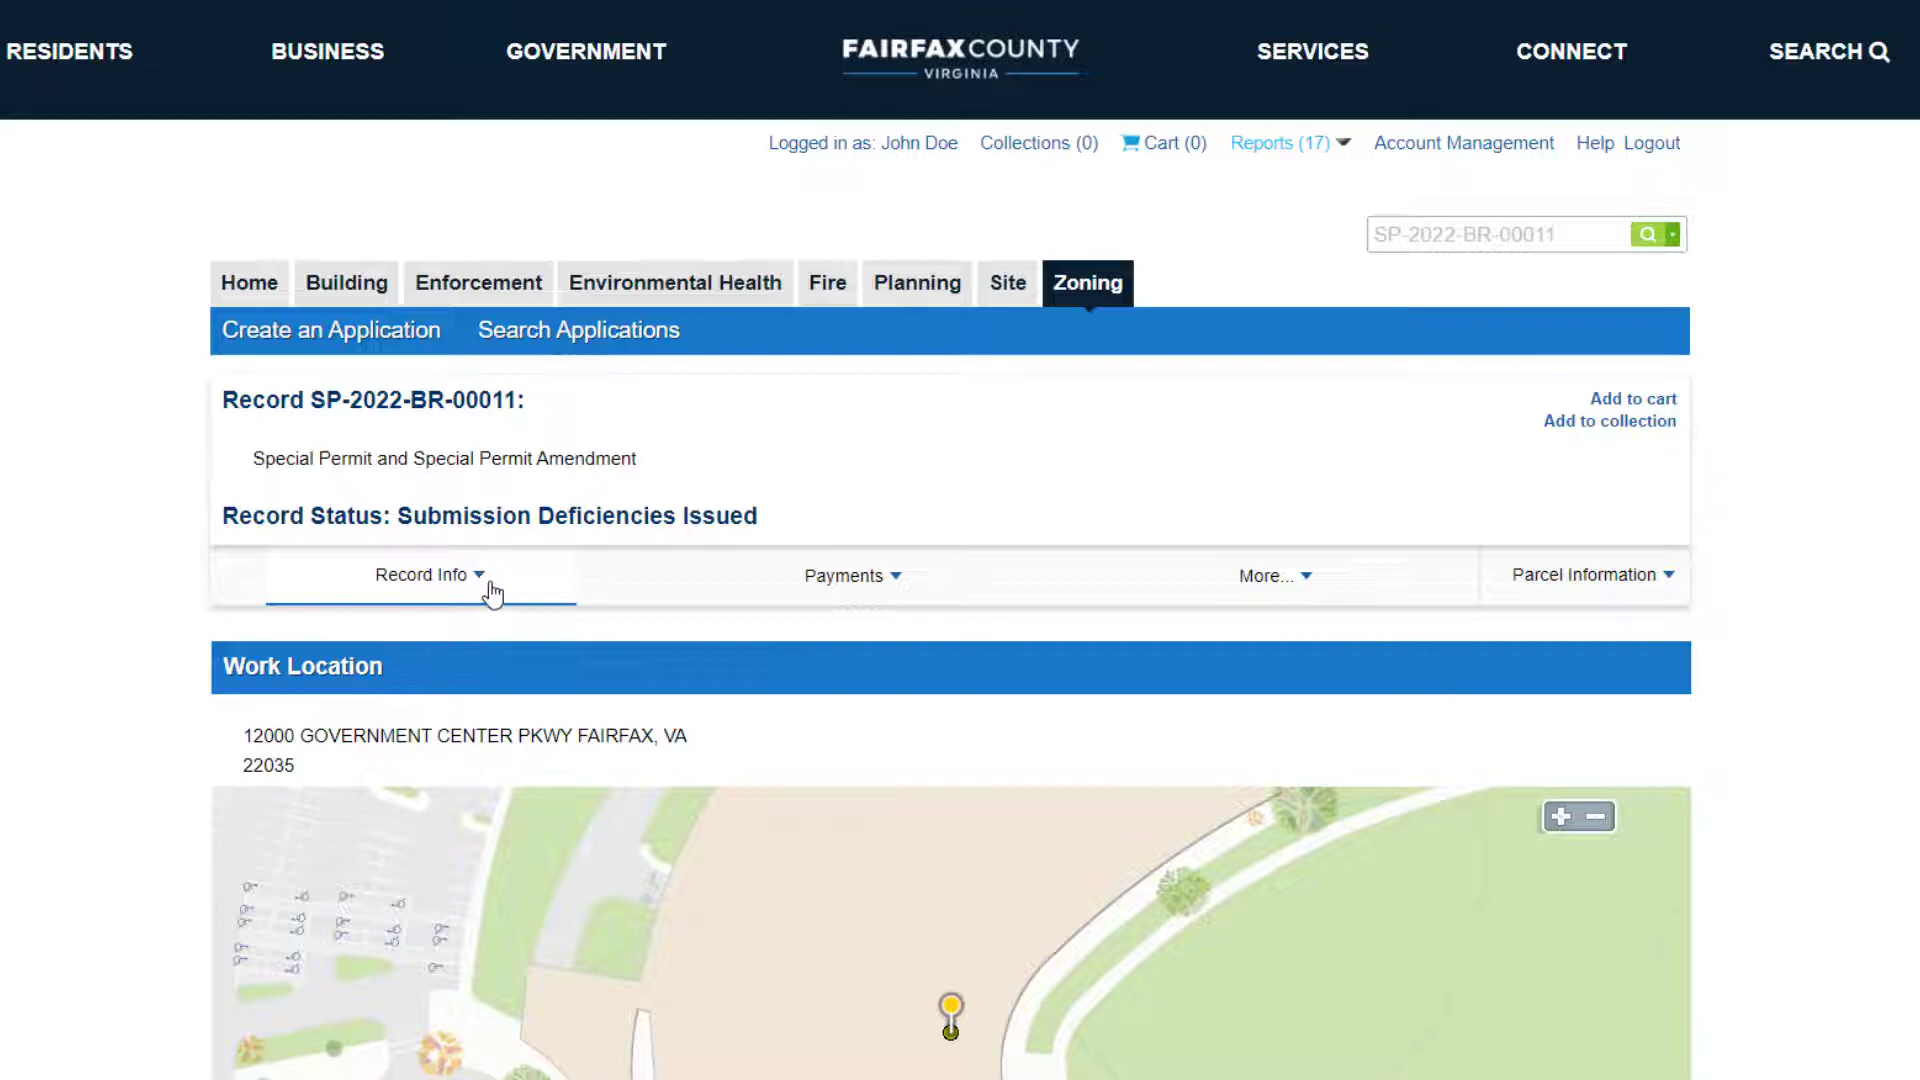 RESIDENTS BUSINESS GOVERNMENT FAIRFAXCOUNTY SERVICES CONNECT SEARCH
VIRGINIA
Logged in as: John Doe Collections (0) Cart (0) Reports (17) Account Management Help Logout
SP-2022-BR-00011
Home Building Enforcement Environmental Health Fire Planning Site Zoning
Create an Application Search Applications
Record SP-2022-BR-00011:
Add to cart
Add to collection
Special Permit and Special Permit Amendment
Record Status: Submission Deficiencies Issued
Record Info Payments More... Parcel Information
Work Location
12000 GOVERNMENT CENTER PKWY FAIRFAX, VA
22035